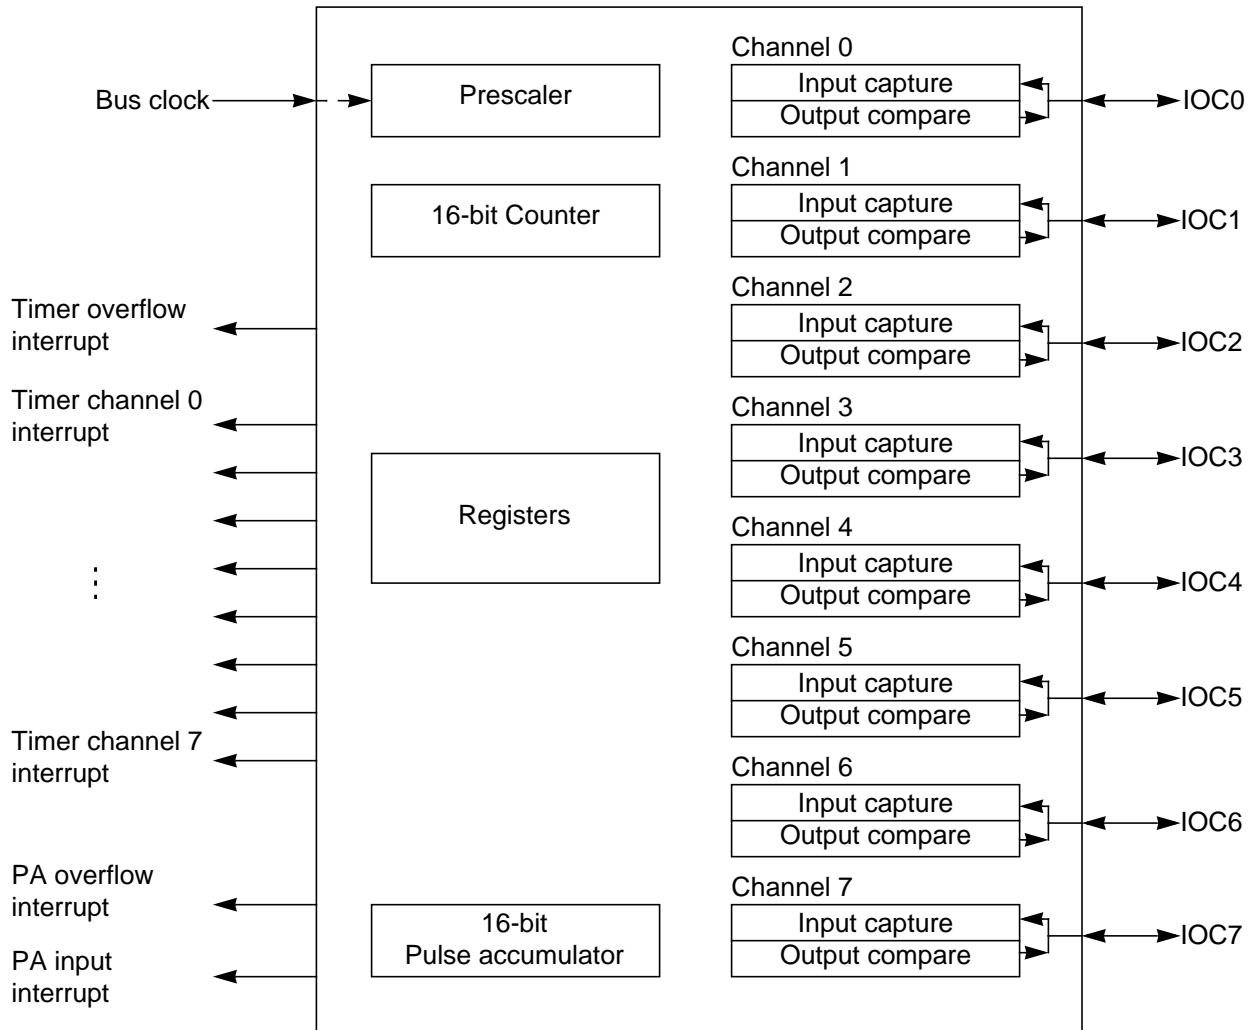 Channel 0
Bus clock
Prescaler
Input capture
Output compare
IOC0
Channel 1
16-bit Counter
Input capture
Output compare
IOC1
Channel 2
Timer overflow
interrupt
Input capture
Output compare
IOC2
Channel 3
Timer channel 0
interrupt
Input capture
Output compare
IOC3
Registers
Channel 4
Input capture
Output compare
IOC4
Channel 5
Input capture
Output compare
IOC5
Timer channel 7
interrupt
Channel 6
Input capture
Output compare
IOC6
Channel 7
PA overflow
interrupt
16-bit
Pulse accumulator
Input capture
Output compare
IOC7
PA input
interrupt